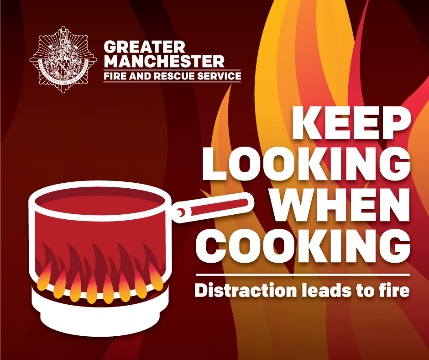 GREATER
MANCHESTER
FIRE AND RESCUE SERVICE
KEEP
LOOKING
WHEN
COOKING
Distraction leads to fire